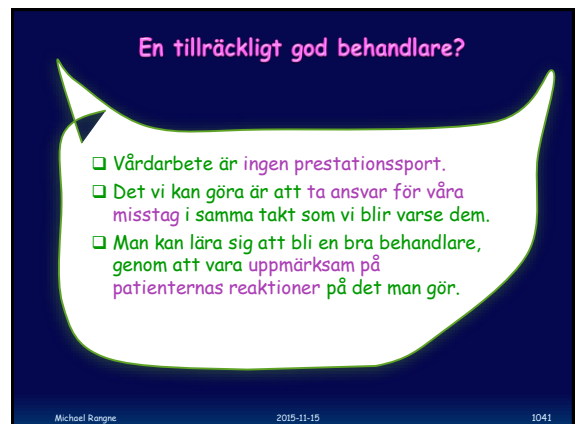 En tillräckligt god behandlare?
❑ Vårdarbete är ingen prestationssport.
❑ Det vi kan göra är att ta ansvar för våra
misstag i samma takt som vi blir varse dem.
❑ Man kan lära sig att bli en bra behandlare,
genom att vara uppmärksam på
patienternas reaktioner på det man gör.
Michael Rangne 2015-11-15 1041